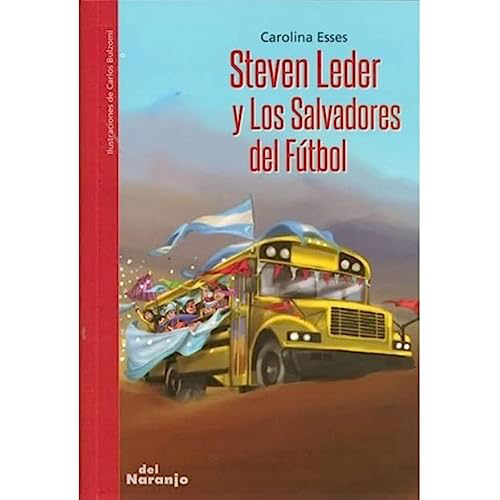 Carolina Esses
Steven Leder
y Los Salvadores
del Fútbol
Ilustraciones de Carlos Bulzomi
del
Naranjo